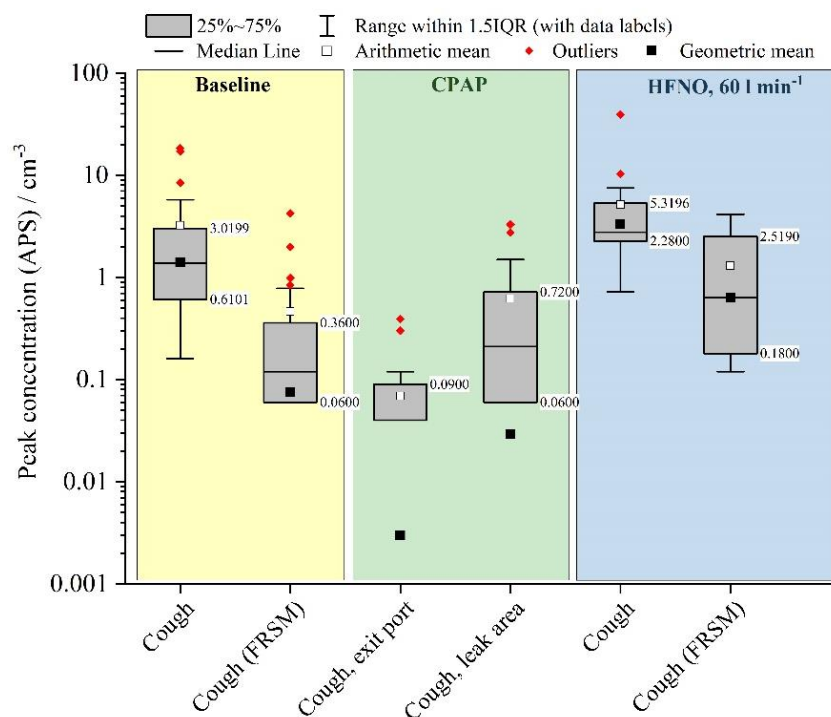 25%~75% Range within 1.5IQR (with data labels)
Median Line Arithmetic mean Outliers Geometric mean
Baseline CPAP HFNO, 60 l min⁻¹
Peak concentration (APS) / cm⁻³
100
10
1
0.1
0.01
0.001
3.0199
0.6101
0.3600
0.0600
0.0900
0.7200
0.0600
5.3196
2.2800
2.5190
0.1800
Cough
Cough (FRSM)
Cough, exit port
Cough, leak area
Cough
Cough (FRSM)